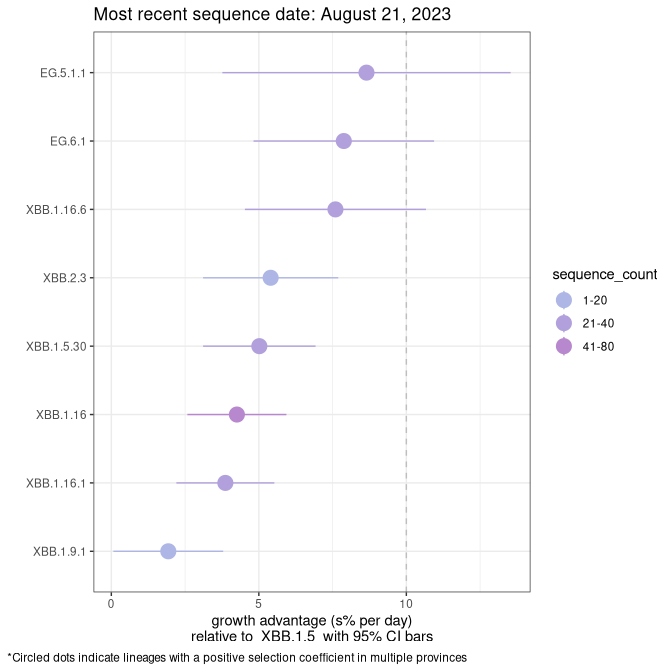 Most recent sequence date: August 21, 2023
EG.5.1.1
EG.6.1
XBB.1.16.6
XBB.2.3
XBB.1.5.30
XBB.1.16
XBB.1.16.1
XBB.1.9.1
0 5 10
growth advantage (s% per day)
relative to XBB.1.5 with 95% CI bars
sequence_count
1-20
21-40
41-80
*Circled dots indicate lineages with a positive selection coefficient in multiple provinces